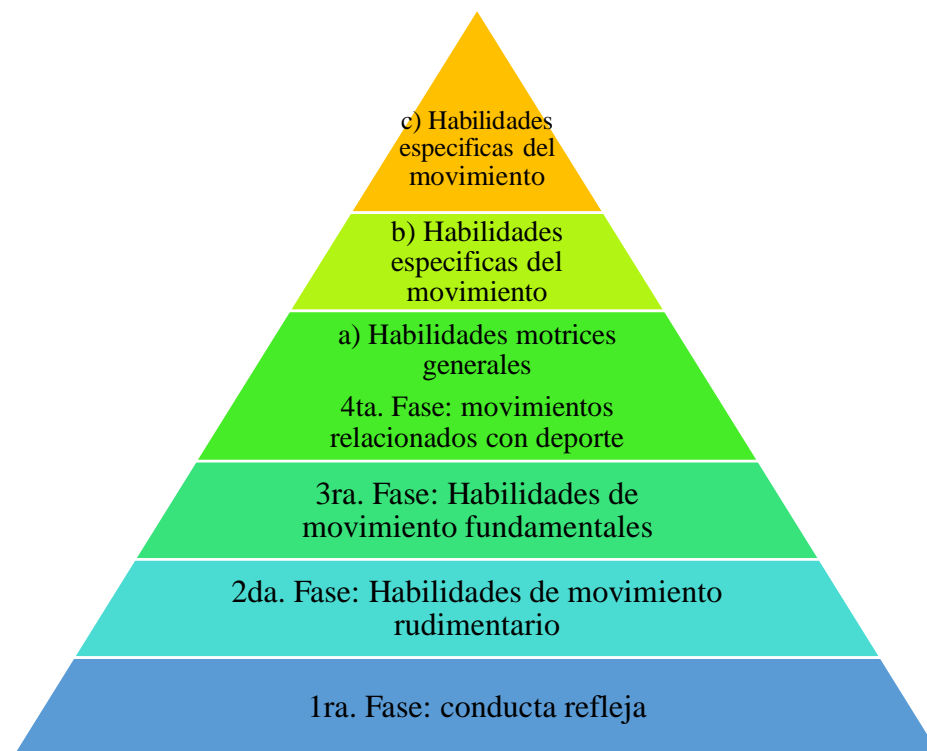 c) Habilidades
especificas del
movimiento
b) Habilidades
especificas del
movimiento
a) Habilidades motrices
generales
4ta. Fase: movimientos
relacionados con deporte
3ra. Fase: Habilidades de
movimiento fundamentales
2da. Fase: Habilidades de movimiento
rudimentario
1ra. Fase: conducta refleja